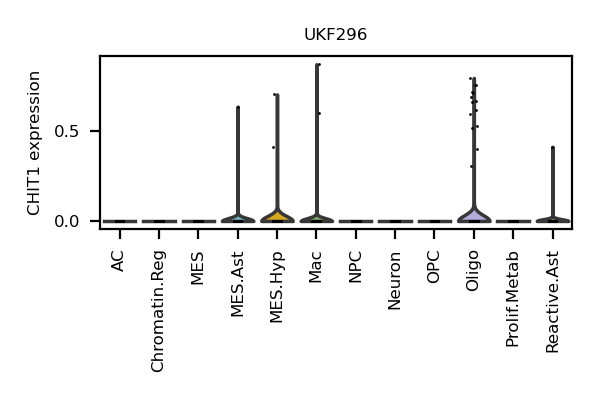 UKF296
CHIT1 expression
0.5
0.0
AC
Chromatin.Reg
MES
MES.Ast
MES.Hyp
Mac
NPC
Neuron
OPC
Oligo
Prolif.Metab
Reactive.Ast